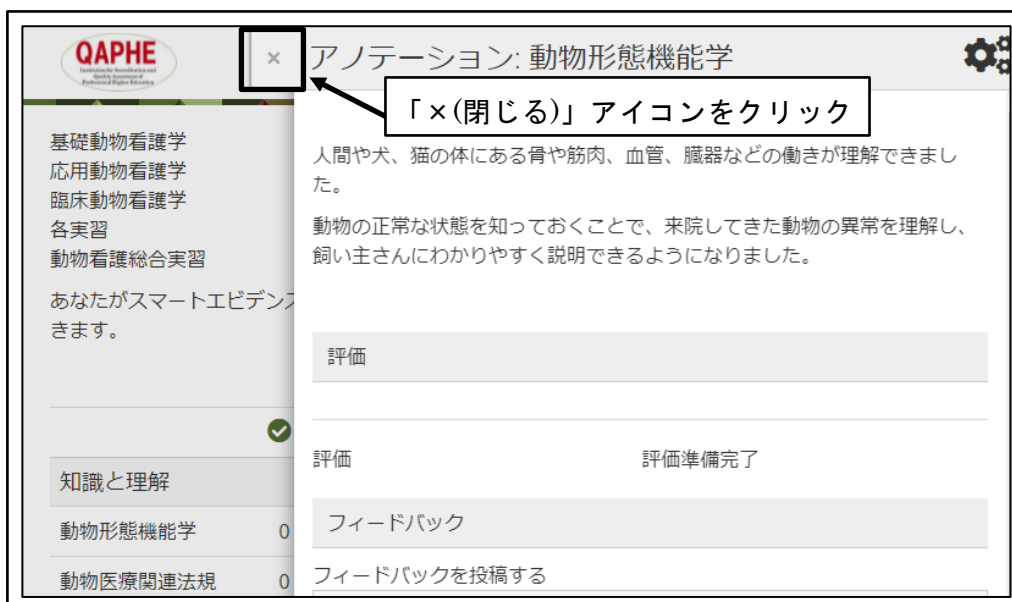 QAPHE
Institution for Accreditation and
Quality Assurance of
Professional Higher Education
×
アノテーション: 動物形態機能学
「×(閉じる)」アイコンをクリック
基礎動物看護学
応用動物看護学
臨床動物看護学
各実習
動物看護総合実習
あなたがスマートエビデンス
きます。
知識と理解
動物形態機能学 0
動物医療関連法規 0
人間や犬、猫の体にある骨や筋肉、血管、臓器などの働きが理解できまし
た。
動物の正常な状態を知っておくことで、来院してきた動物の異常を理解し、
飼い主さんにわかりやすく説明できるようになりました。
評価
評価 評価準備完了
フィードバック
フィードバックを投稿する